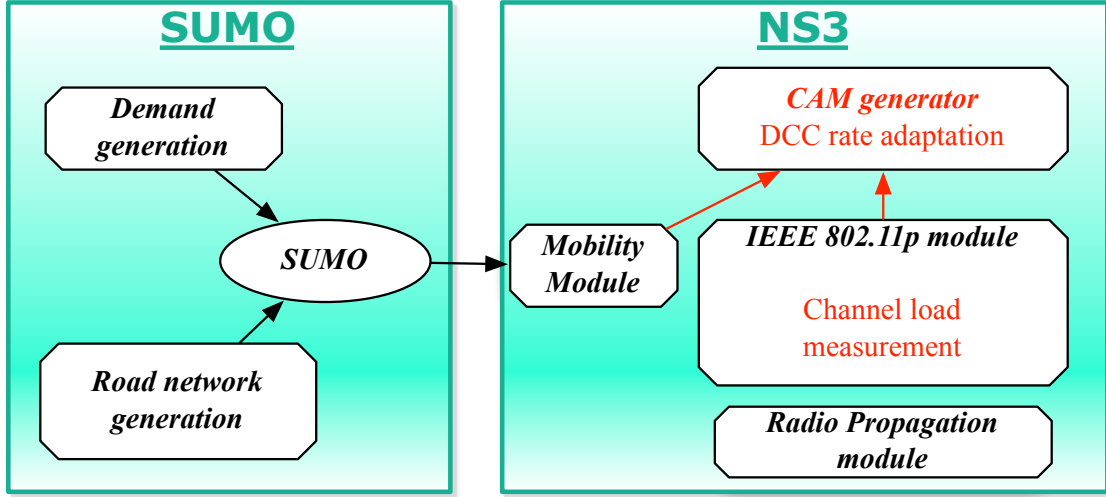 SUMO
Demand
generation
SUMO
Road network
generation
NS3
CAM generator
DCC rate adaptation
Mobility
Module
IEEE 802.11p module
Channel load
measurement
Radio Propagation
module